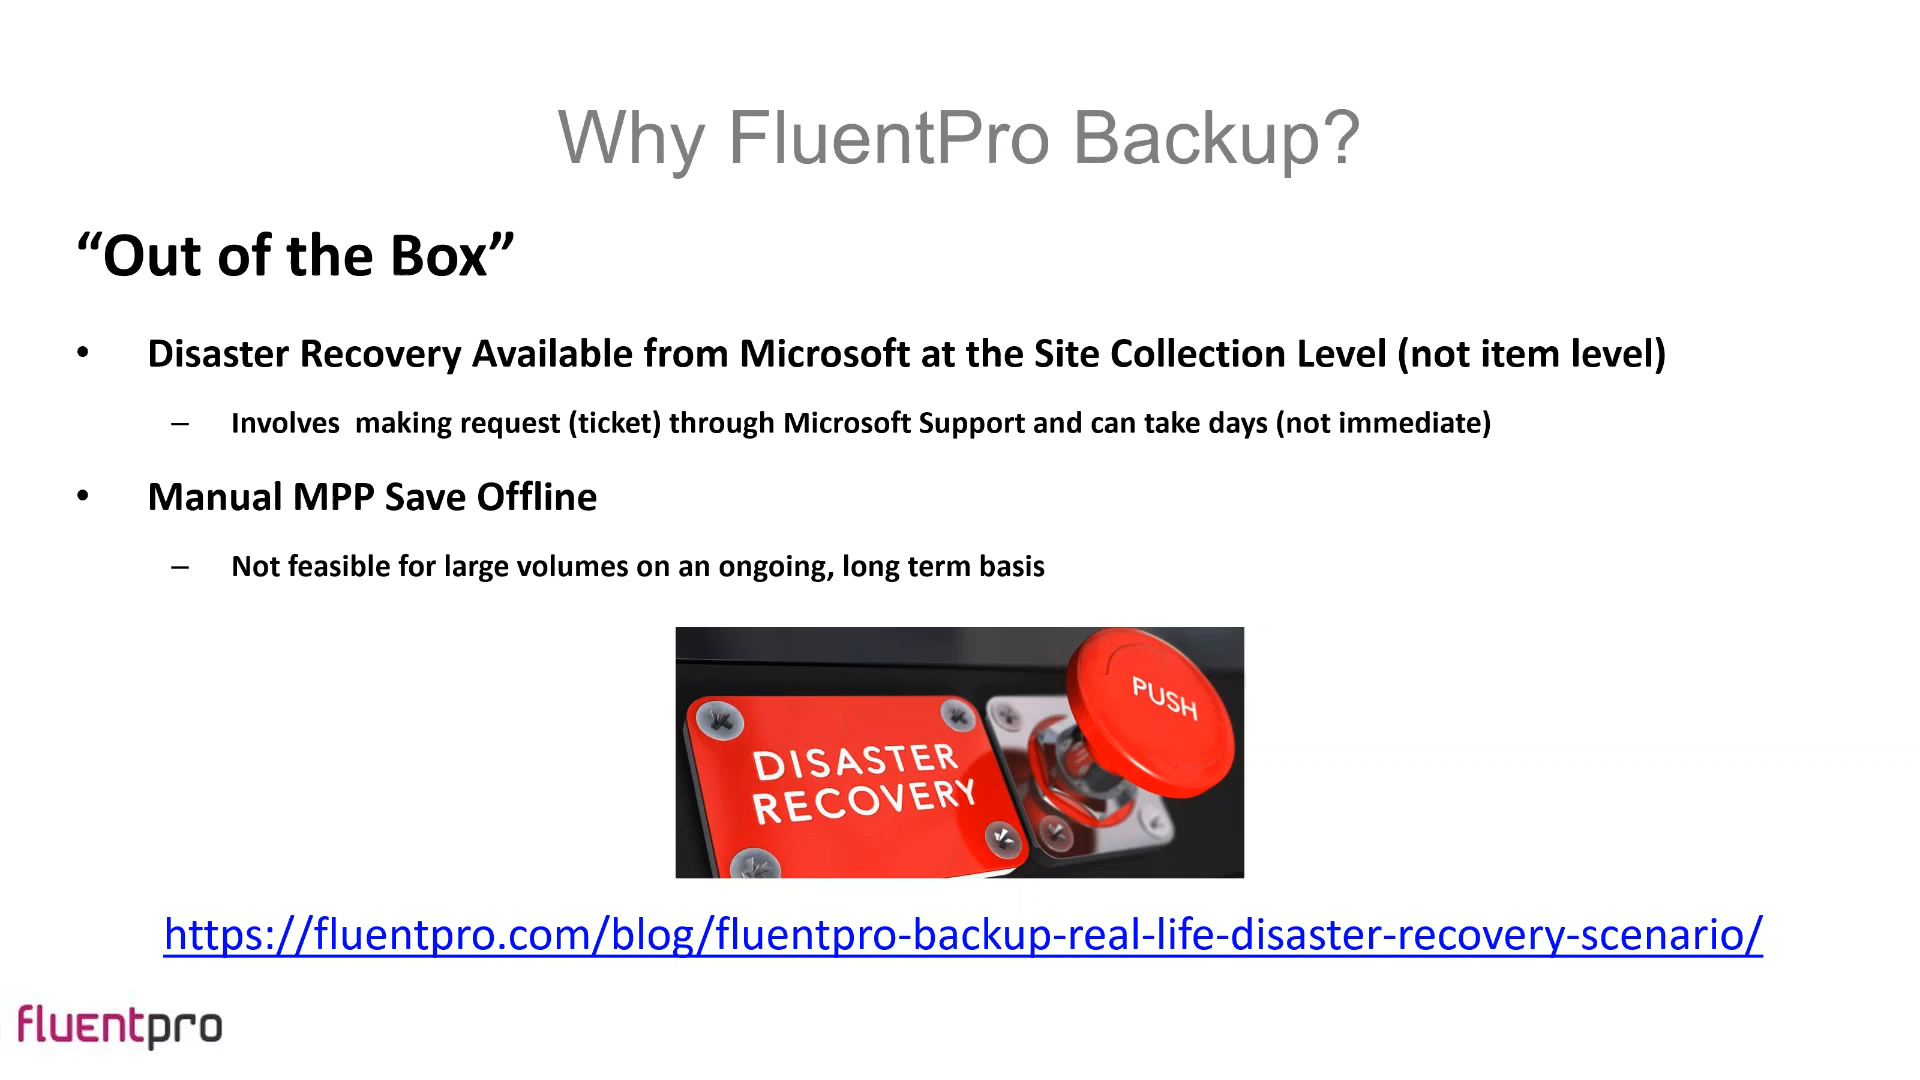 Why FluentPro Backup?
“Out of the Box”
• Disaster Recovery Available from Microsoft at the Site Collection Level (not item level)
– Involves  making request (ticket) through Microsoft Support and can take days (not immediate)
• Manual MPP Save Offline
– Not feasible for large volumes on an ongoing, long term basis
PUSH
DISASTER
RECOVERY
https://fluentpro.com/blog/fluentpro-backup-real-life-disaster-recovery-scenario/
fluentpro